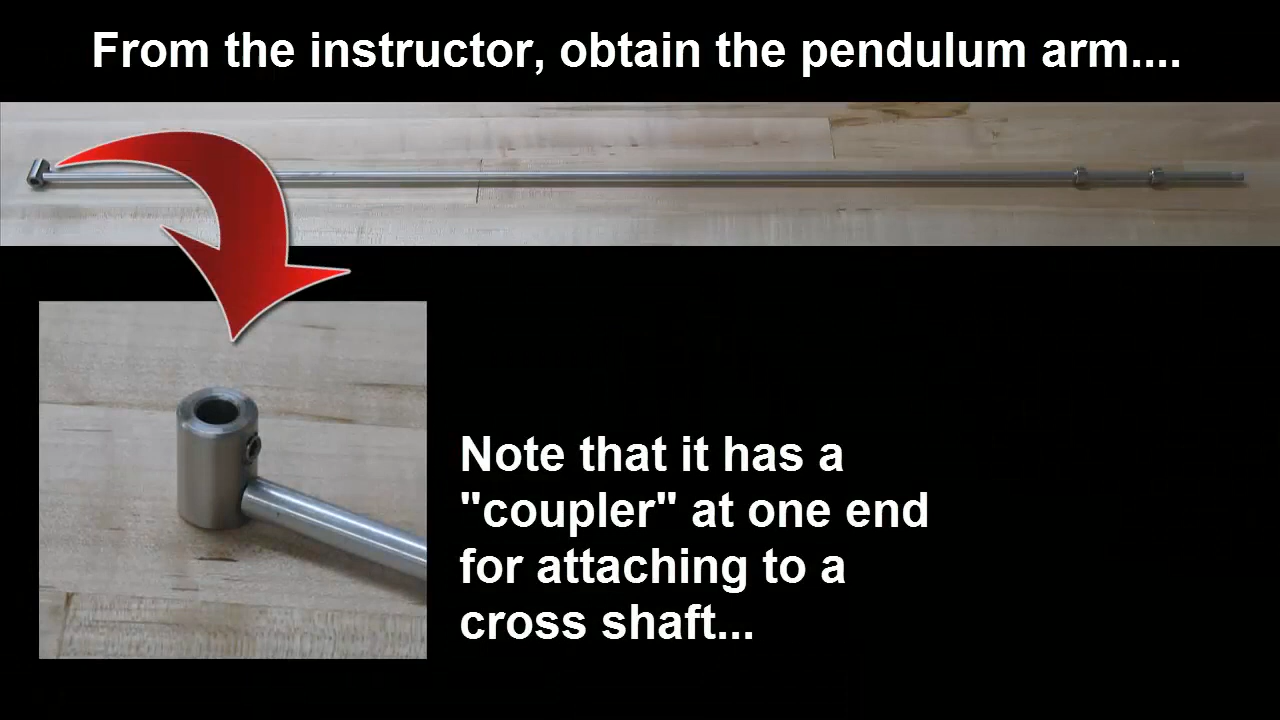 From the instructor, obtain the pendulum arm....
Note that it has a
"coupler" at one end
for attaching to a
cross shaft...